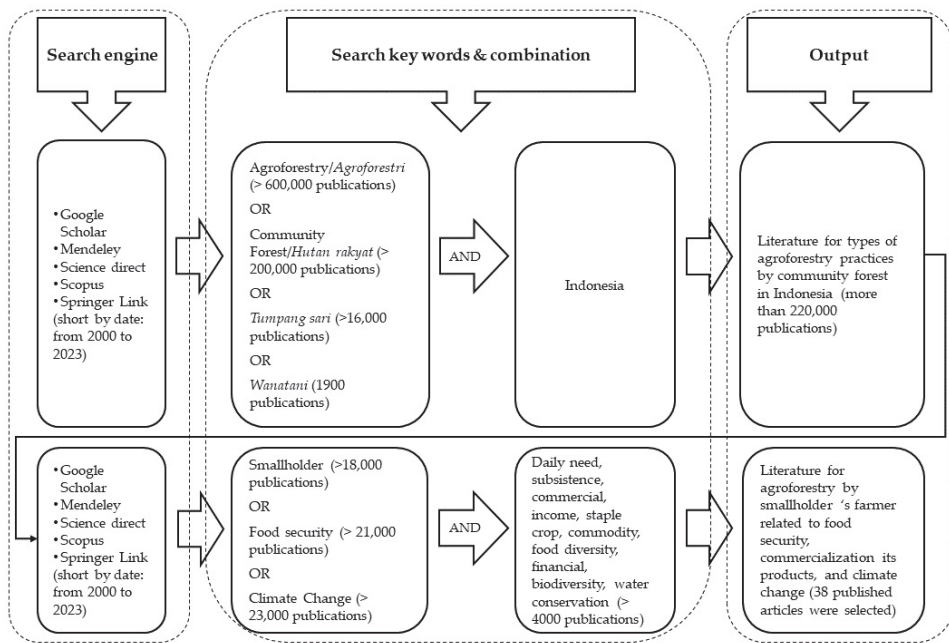 Search engine
Search key words & combination
Output
•Google
Scholar
•Mendeley
•Science direct
•Scopus
•Springer Link
(short by date:
from 2000 to
2023)
Agroforestry/Agroforestri
(> 600,000 publications)
OR
Community
Forest/Hutan rakyat (>
200,000 publications)
OR
Tumpang sari (>16,000
publications)
OR
Wanatani (1900
publications)
AND
Indonesia
Literature for types of
agroforestry practices
by community forest
in Indonesia (more
than 220,000
publications)
•Google
Scholar
•Mendeley
•Science direct
•Scopus
•Springer Link
(short by date:
from 2000 to
2023)
Smallholder (>18,000
publications)
OR
Food security (> 21,000
publications)
OR
Climate Change (>
23,000 publications)
AND
Daily need,
subsistence,
commercial,
income, staple
crop, commodity,
food diversity,
financial,
biodiversity, water
conservation (>
4000 publications)
Literature for
agroforestry by
smallholder 's farmer
related to food
security,
commercialization its
products, and climate
change (38 published
articles were selected)